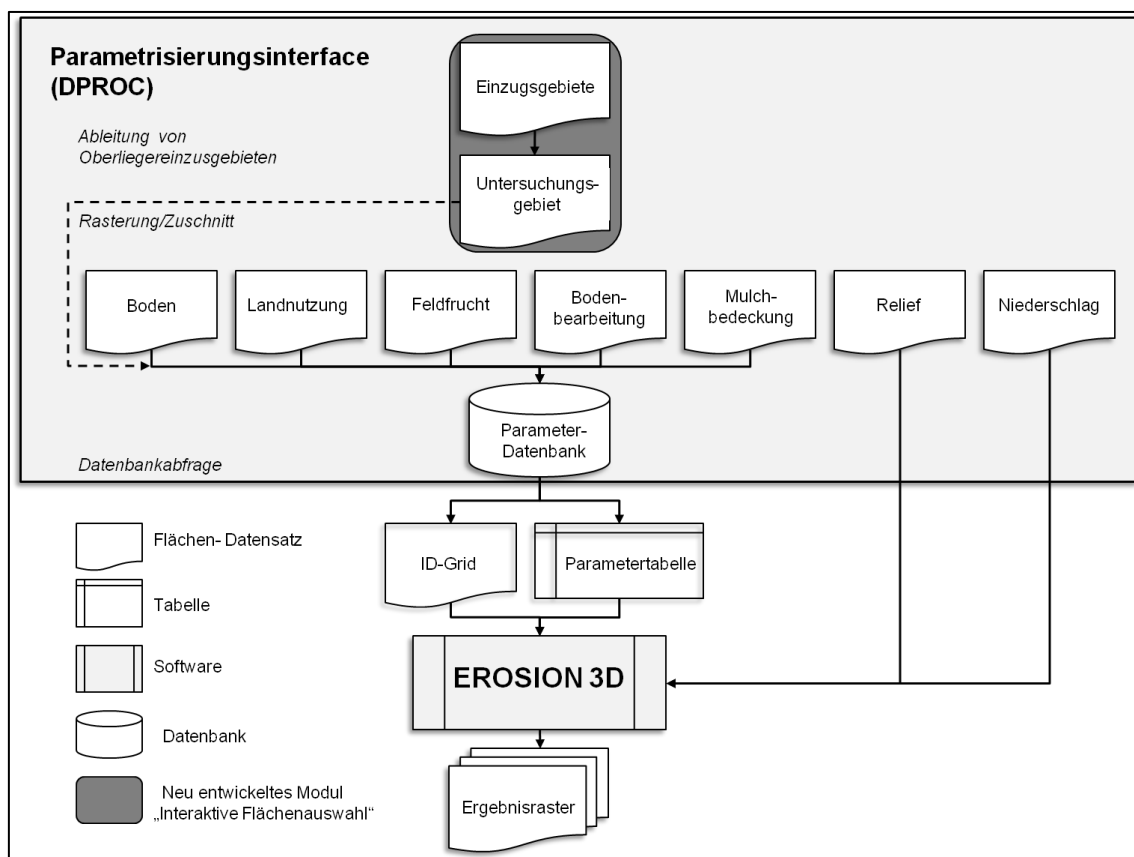 Parametrisierungsinterface
(DPROC)
Einzugsgebiete
Ableitung von
Oberliegereinzusgebieten
Untersuchungs-
gebiet
Rasterung/Zuschnitt
Boden
Landnutzung
Feldfrucht
Boden-
bearbeitung
Mulch-
bedeckung
Relief
Niederschlag
Parameter-
Datenbank
Datenbankabfrage
Flächen- Datensatz
Tabelle
Software
Datenbank
Neu entwickeltes Modul
„Interaktive Flächenauswahl“
ID-Grid
Parametertabelle
EROSION 3D
Ergebnisraster